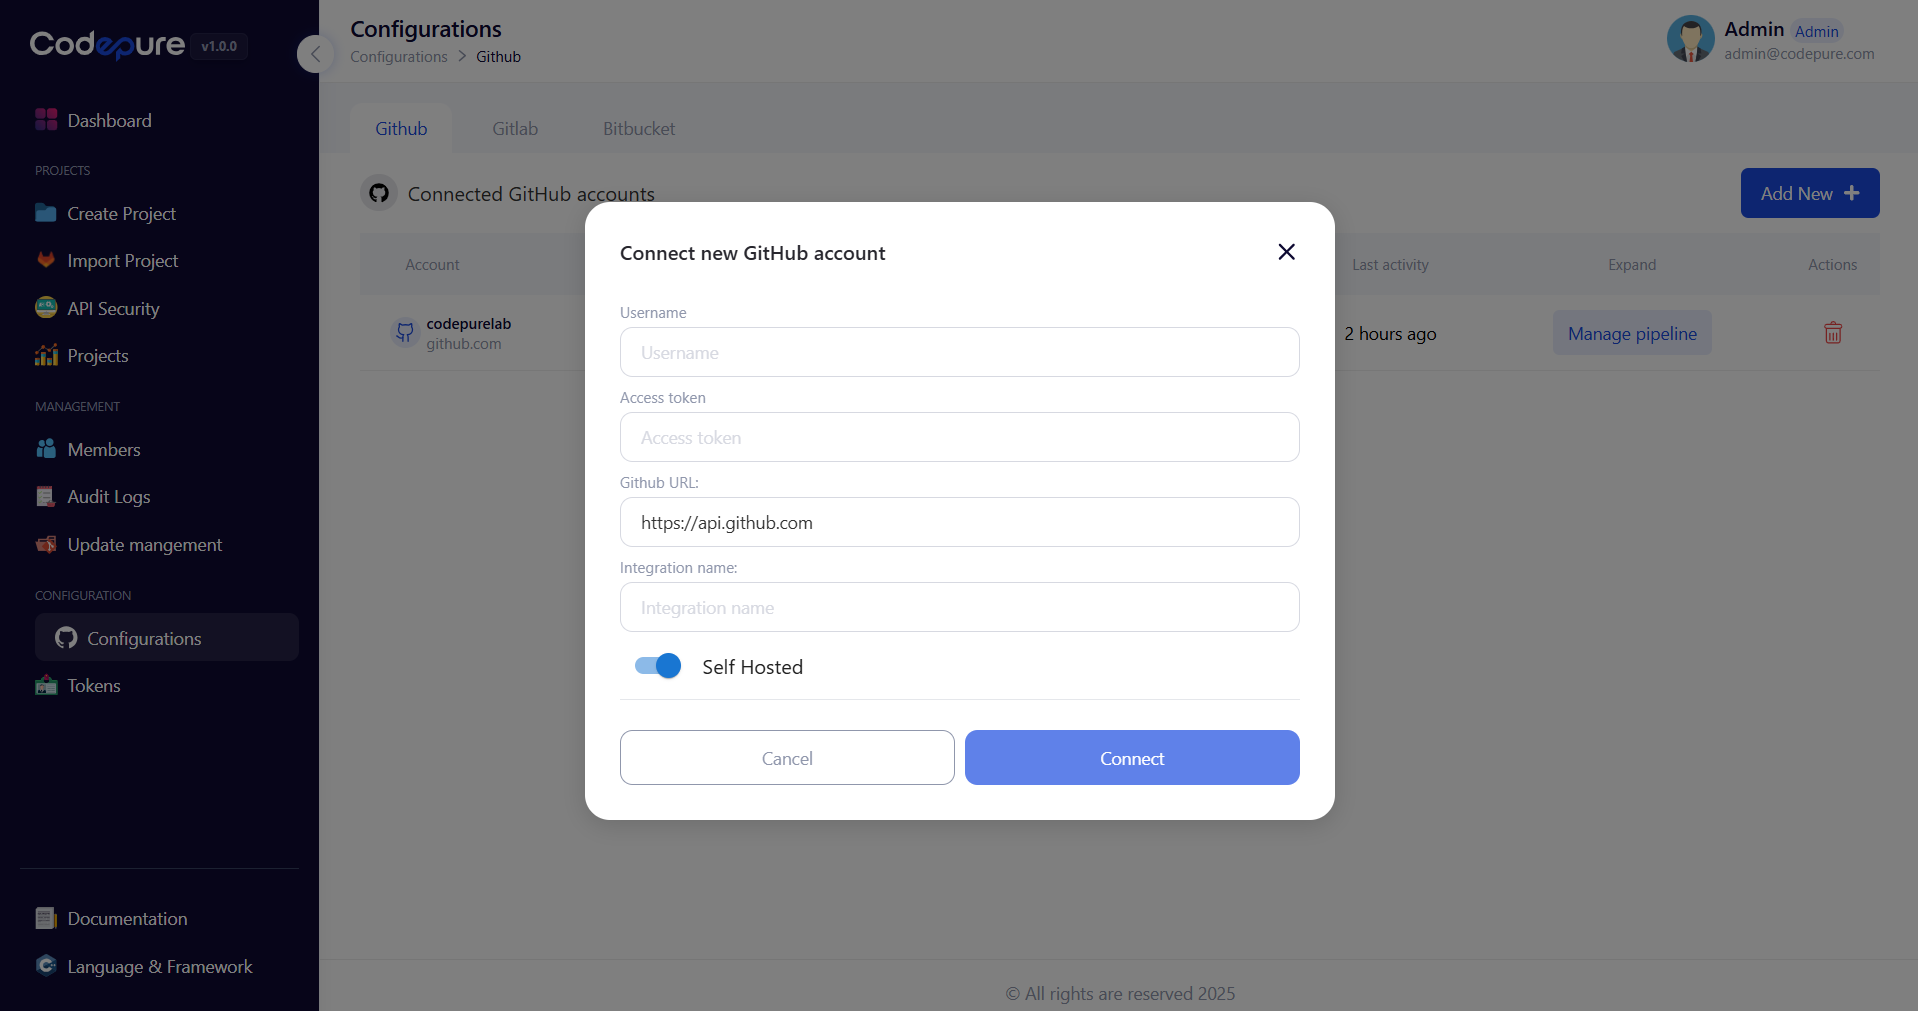 Codepure v1.0.0
Dashboard
PROJECTS
Create Project
Import Project
API Security
Projects
MANAGEMENT
Members
Audit Logs
Update mangement
CONFIGURATION
Configurations
Tokens
Documentation
Language & Framework
Configurations
Configurations > Github
Admin Admin
admin@codepure.com
Github Gitlab Bitbucket
Connected GitHub accounts
Add New +
Account Last activity Expand Actions
codepurelab
github.com
2 hours ago Manage pipeline
Connect new GitHub account
Username
Username
Access token
Access token
Github URL:
https://api.github.com
Integration name:
Integration name
Self Hosted
Cancel Connect
© All rights are reserved 2025